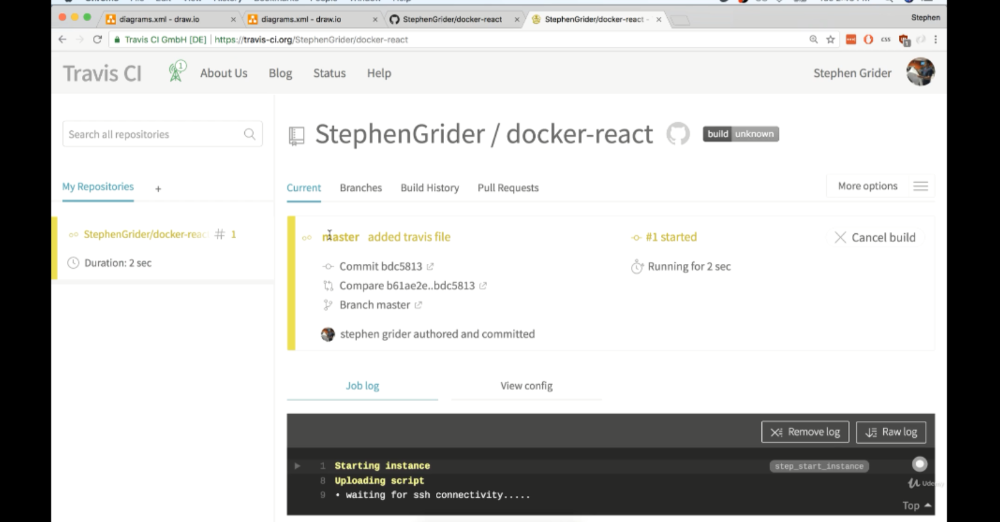 diagrams.xml - draw.io
diagrams.xml - draw.io
StephenGrider/docker-react
StephenGrider/docker-react -
Stephen
Travis CI GmbH [DE] | https://travis-ci.org/StephenGrider/docker-react
css
1
Travis CI
1
About Us
Blog
Status
Help
Stephen Grider
Search all repositories
StephenGrider / docker-react
build unknown
My Repositories
+
Current
Branches
Build History
Pull Requests
More options
StephenGrider/docker-reac # 1
Duration: 2 sec
master added travis file
#1 started
Cancel build
Commit bdc5813
Running for 2 sec
Compare b61ae2e..bdc5813
Branch master
stephen grider authored and committed
Job log
View config
Remove log
Raw log
1 Starting instance
step_start_instance
8 Uploading script
Udemy
9 • waiting for ssh connectivity.....
Top